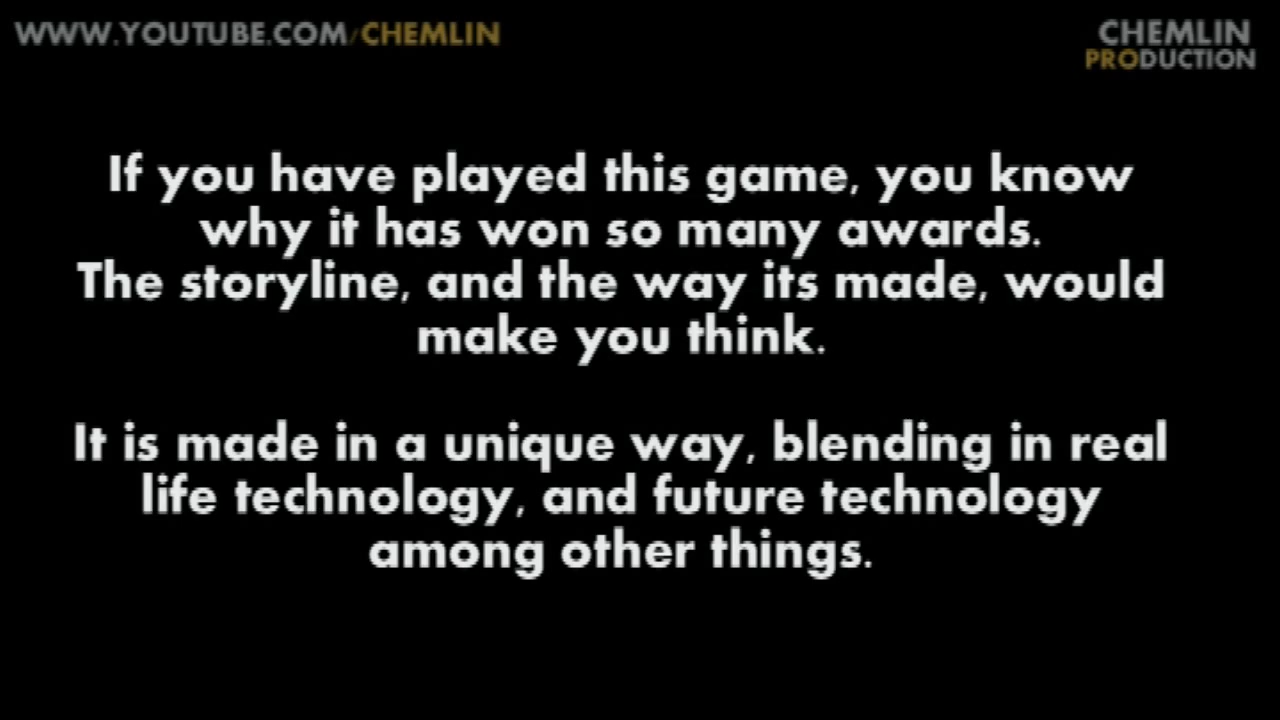 WWW.YOUTUBE.COM/CHEMLIN
CHEMLIN
PRODUCTION
If you have played this game, you know
why it has won so many awards.
The storyline, and the way its made, would
make you think.
It is made in a unique way, blending in real
life technology, and future technology
among other things.